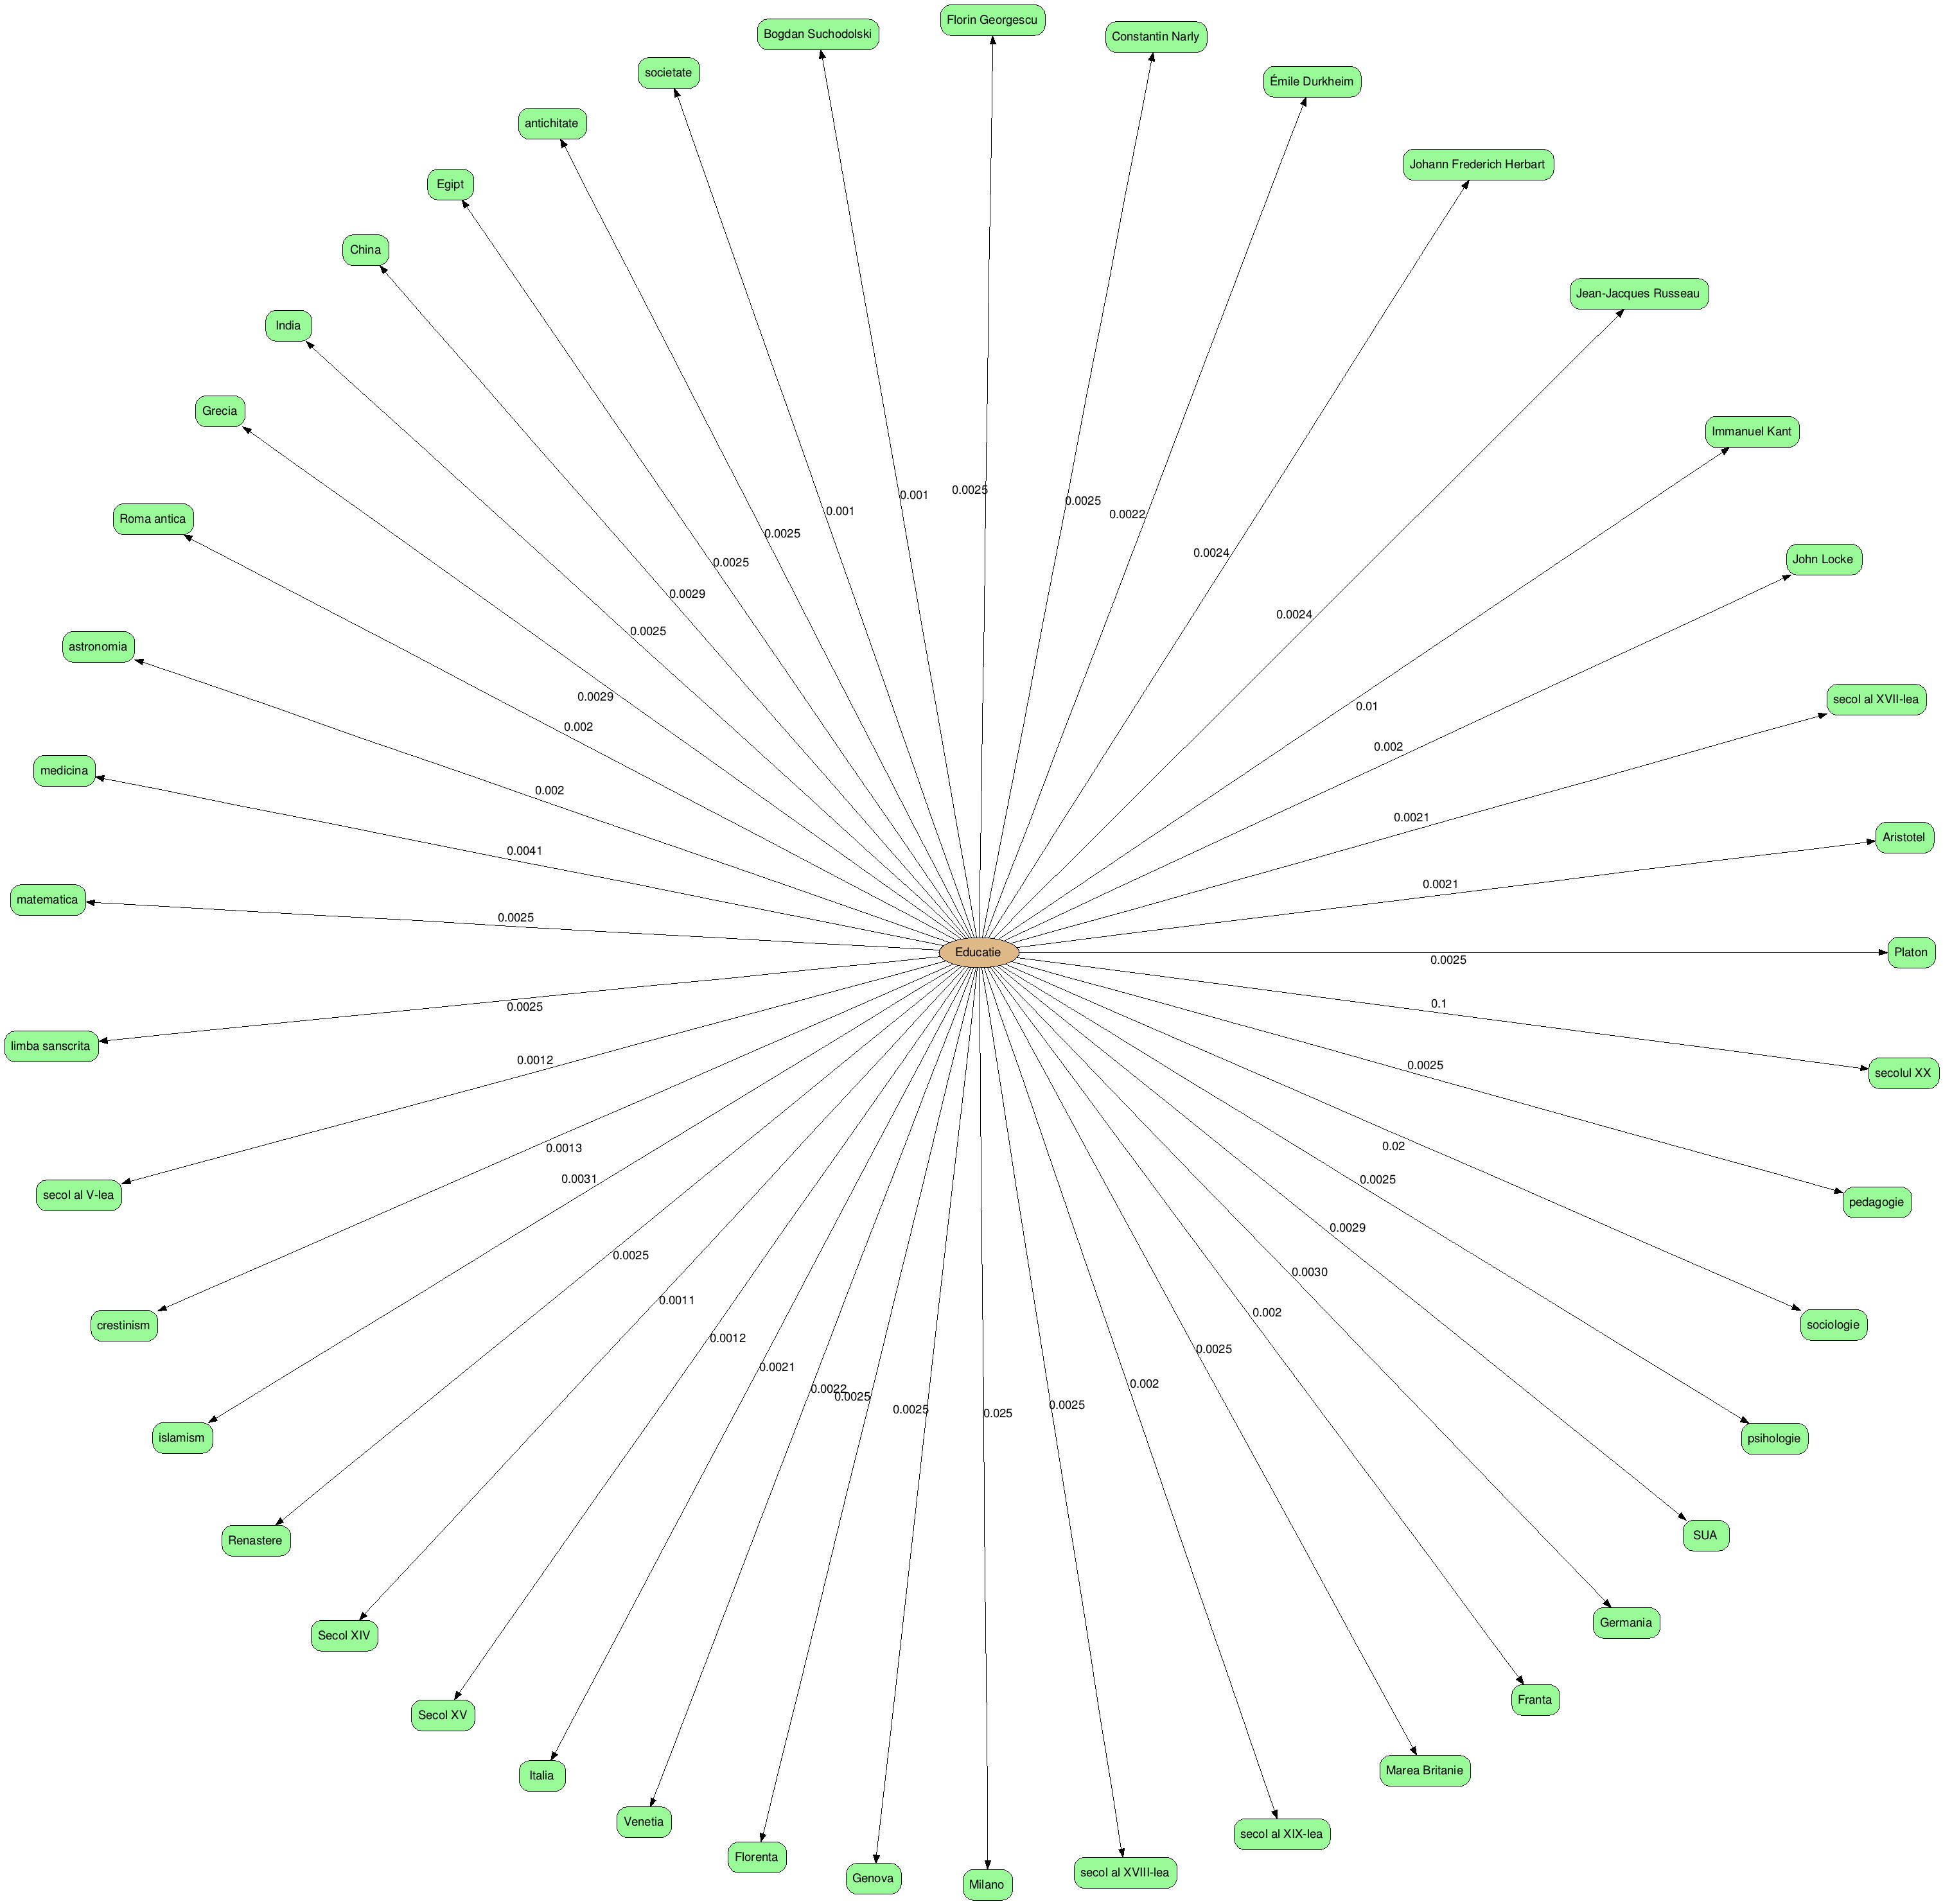 Florin Georgescu
Bogdan Suchodolski
Constantin Narly
societate
Émile Durkheim
antichitate
Johann Frederich Herbart
Egipt
China
Jean-Jacques Russeau
India
Grecia
Immanuel Kant
0.0025
0.001
0.0025
0.001
0.0022
Roma antica
0.0025
0.0024
John Locke
0.0025
0.0029
0.0024
0.0025
astronomia
0.0029
secol al XVII-lea
0.01
0.002
0.002
medicina
0.002
0.0021
Aristotel
0.0041
0.0021
matematica
0.0025
Educatie
Platon
0.0025
0.1
0.0025
limba sanscrita
0.0012
0.0025
secolul XX
0.0013
0.02
0.0031
0.0025
secol al V-lea
pedagogie
0.0029
0.0025
0.0030
0.0011
0.002
crestinism
sociologie
0.0012
0.0025
0.0021
0.002
0.0022
0.0025
0.0025
0.0025
0.025
0.0025
islamism
psihologie
Renastere
SUA
Secol XIV
Germania
Secol XV
Franta
Italia
Marea Britanie
Venetia
secol al XIX-lea
Florenta
Genova
Milano
secol al XVIII-lea